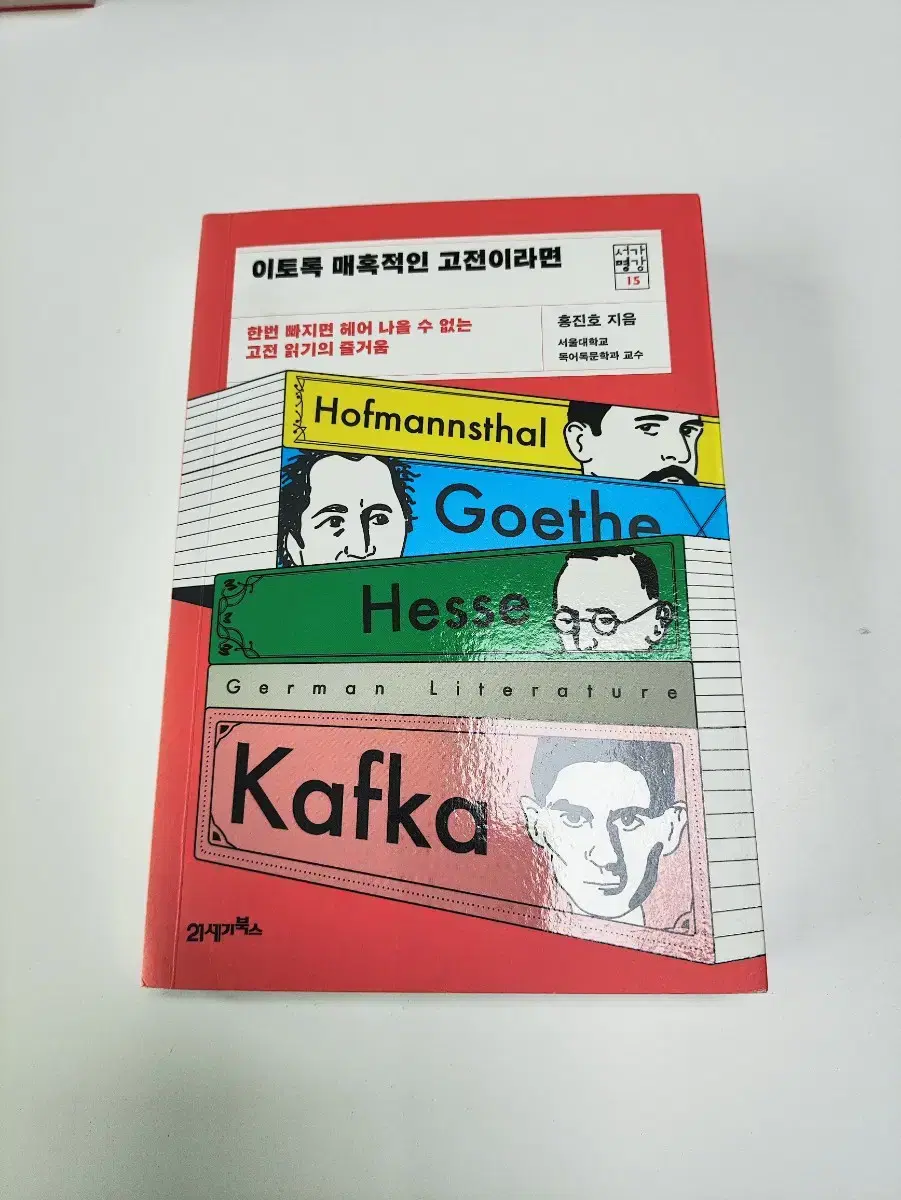 이토록 매혹적인 고전이라면
서가
명강
15
한번 빠지면 헤어 나올 수 없는
고전 읽기의 즐거움
홍진호 지음
서울대학교
독어독문학과 교수
Hofmannsthal
Goethe
Hesse
German Literature
Kafka
21세기북스